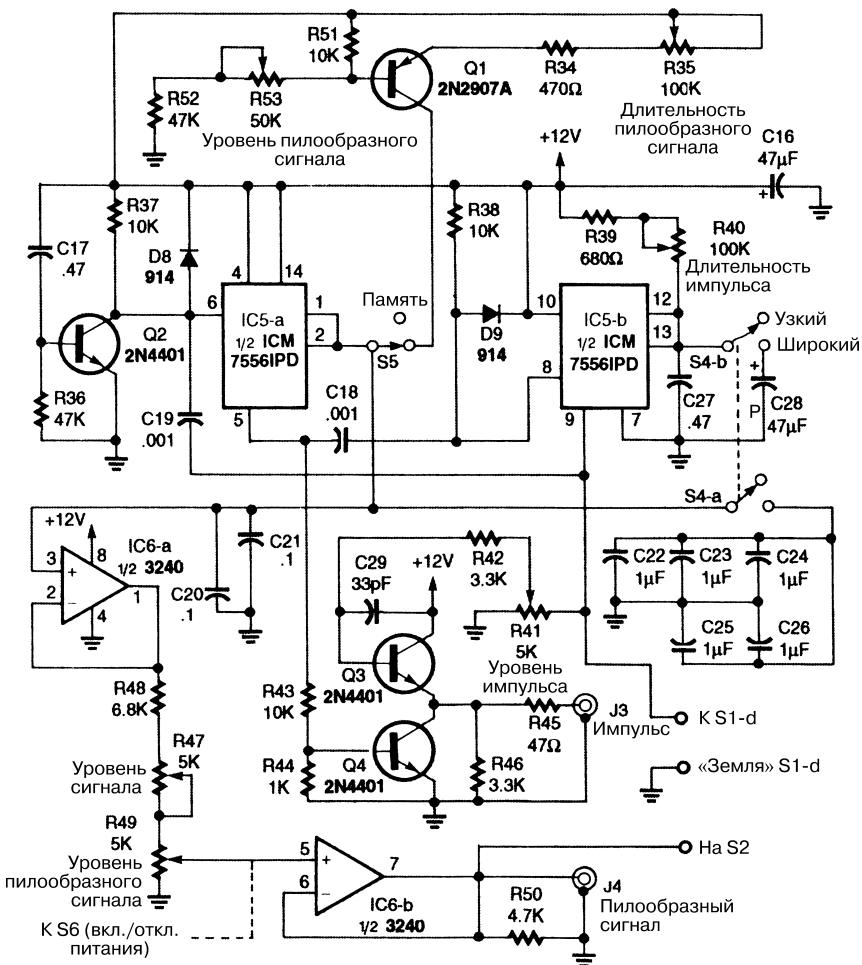 R51
10K
Q1
2N2907A
R34
470Ω
R35
100K
R52
47K
R53
50K
Уровень пилообразного
сигнала
Длительность
пилообразного
сигнала
+12V
C16
47µF
+
R37
10K
C17
.47
D8
914
4
14
R38
10K
R39
680Ω
R40
100K
Длительность
импульса
6
IC5-a
1/2 ICM
7556IPD
1
2
Память
S5
D9
914
10
IC5-b
1/2 ICM
7556IPD
12
13
8
9
7
Узкий
Широкий
S4-b
Q2
2N4401
R36
47K
C19
.001
5
C18
.001
C27
.47
+
P
C28
47µF
S4-a
+12V
IC6-a
1/2 3240
3
+
2
–
8
1
4
C20
.1
C21
.1
C29
33pF
+12V
R42
3.3K
R41
5K
Уровень
импульса
C22
1µF
C23
1µF
C24
1µF
C25
1µF
C26
1µF
R48
6.8K
R43
10K
Q3
2N4401
R45
47Ω
J3
Импульс
К S1-d
R47
5K
Уровень
сигнала
R44
1K
Q4
2N4401
R46
3.3K
«Земля» S1-d
R49
5K
Уровень
пилообразного
сигнала
5
+
6
–
7
IC6-b
1/2 3240
На S2
R50
4.7K
J4
Пилообразный
сигнал
К S6 (вкл./откл.
питания)